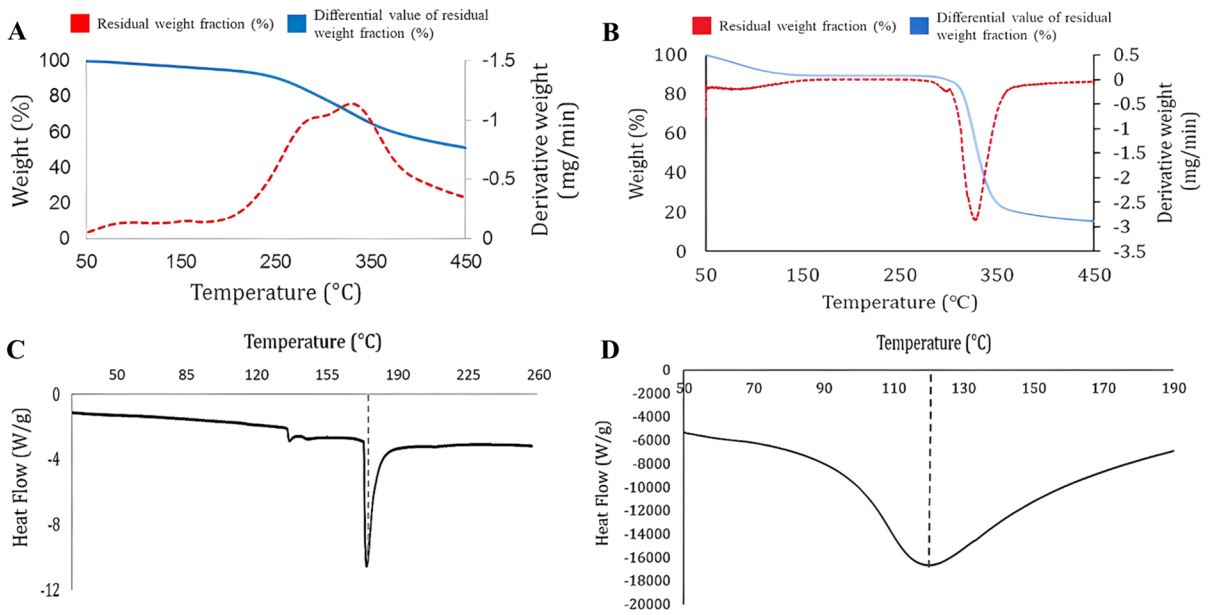 A
Residual weight fraction (%)
Differential value of residual
weight fraction (%)
100
80
60
40
20
0
Weight (%)
-1.5
-1
-0.5
0
Derivative weight
(mg/min)
50 150 250 350 450
Temperature (°C)
B
Residual weight fraction (%)
Differential value of residual
weight fraction (%)
100
80
60
40
20
0
Weight (%)
0.5
0
-0.5
-1
-1.5
-2
-2.5
-3
-3.5
Derivative weight
(mg/min)
50 150 250 350 450
Temperature (°C)
C
Temperature (°C)
50 85 120 155 190 225 260
0
-4
-8
-12
Heat Flow (W/g)
D
Temperature (°C)
50 70 90 110 130 150 170 190
0
-2000
-4000
-6000
-8000
-10000
-12000
-14000
-16000
-18000
-20000
Heat Flow (W/g)